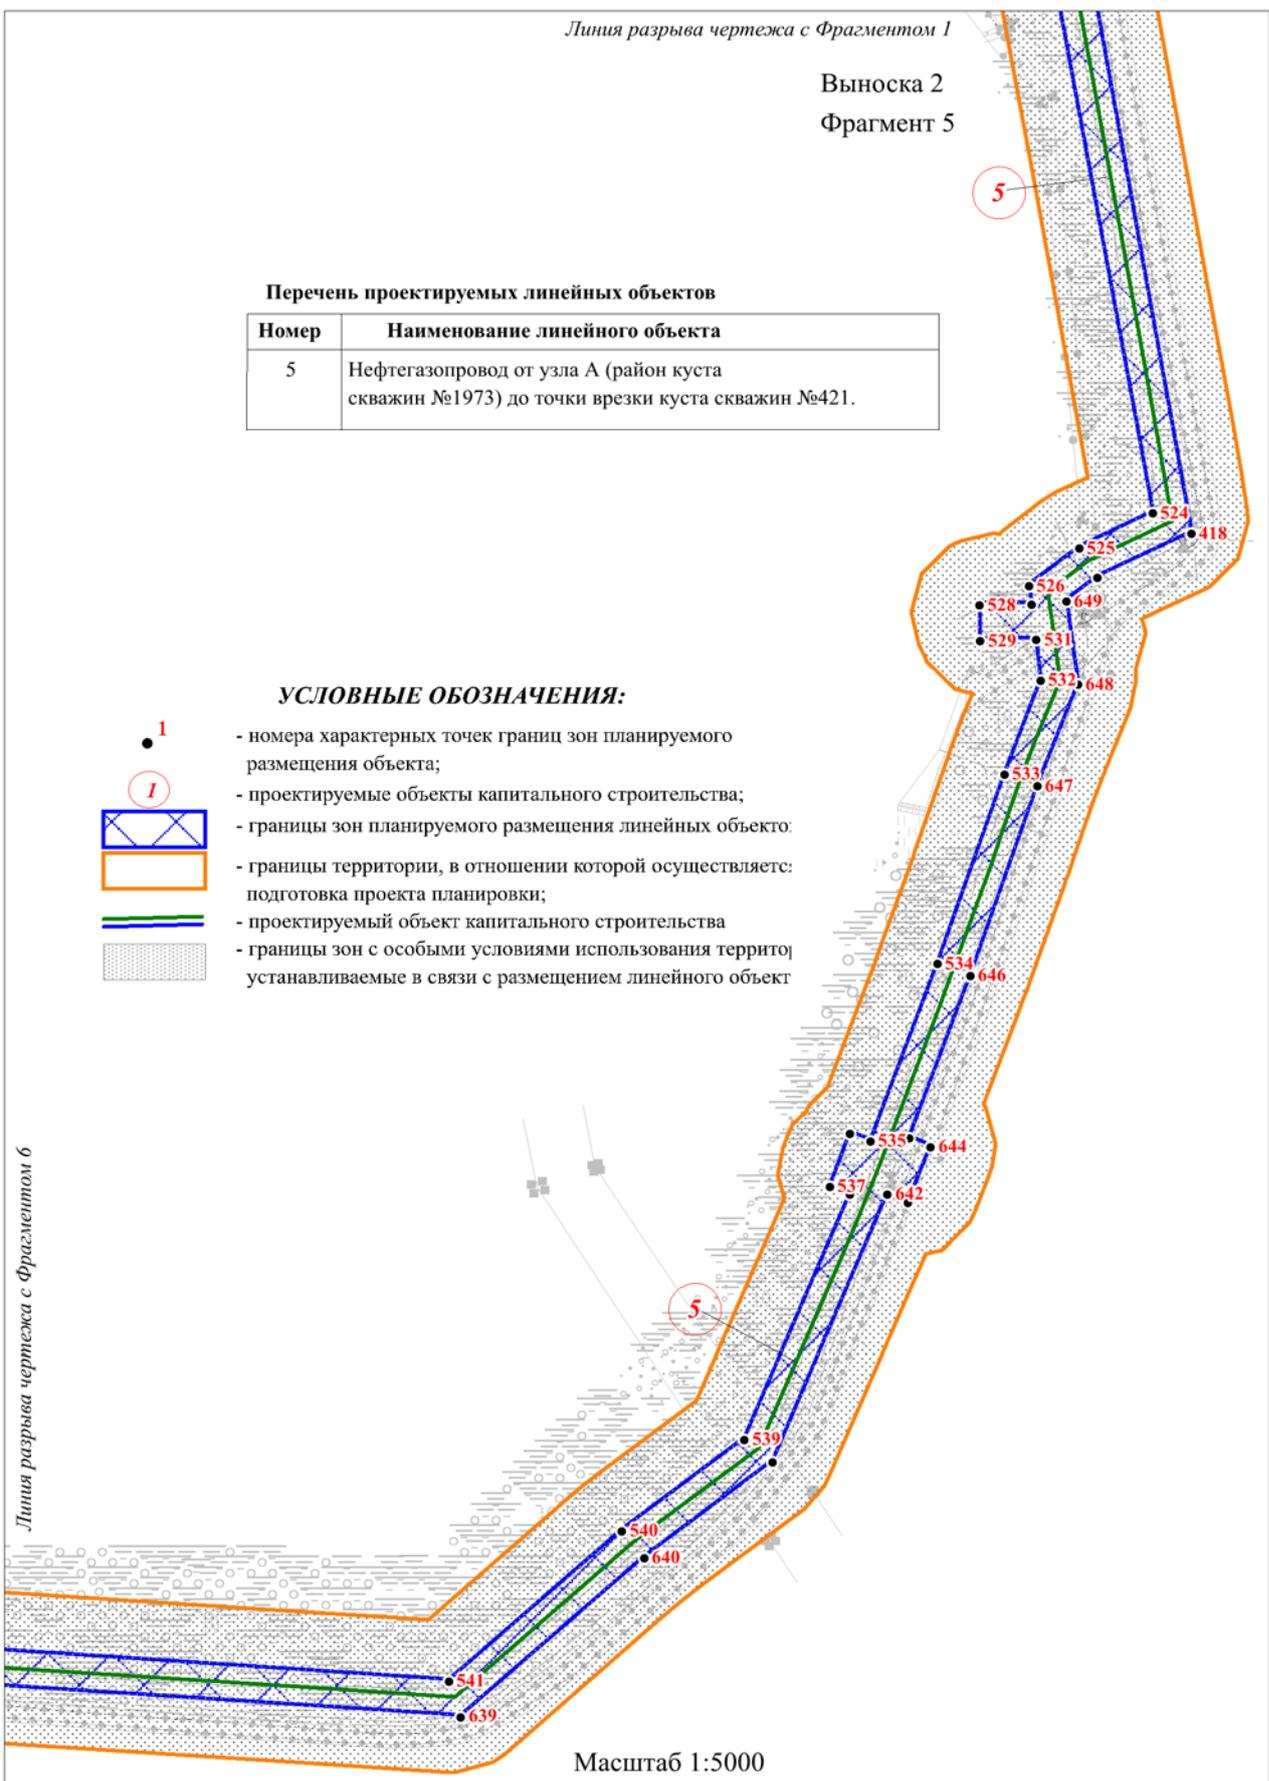 Линия разрыва чертежа с Фрагментом 1
Выноска 2
Фрагмент 5
5
Перечень проектируемых линейных объектов
Номер Наименование линейного объекта
5 Нефтегазопровод от узла А (район куста
скважин №1973) до точки врезки куста скважин №421.
524
418
525
526
649
528
529
531
532
648
УСЛОВНЫЕ ОБОЗНАЧЕНИЯ:
1
- номера характерных точек границ зон планируемого
размещения объекта;
1
- проектируемые объекты капитального строительства;
- границы зон планируемого размещения линейных объекто
- границы территории, в отношении которой осуществляетс
подготовка проекта планировки;
- проектируемый объект капитального строительства
- границы зон с особыми условиями использования территор
устанавливаемые в связи с размещением линейного объект
533
647
534
646
535
644
537
642
5
Линия разрыва чертежа с Фрагментом 6
539
540
640
541
639
Масштаб 1:5000